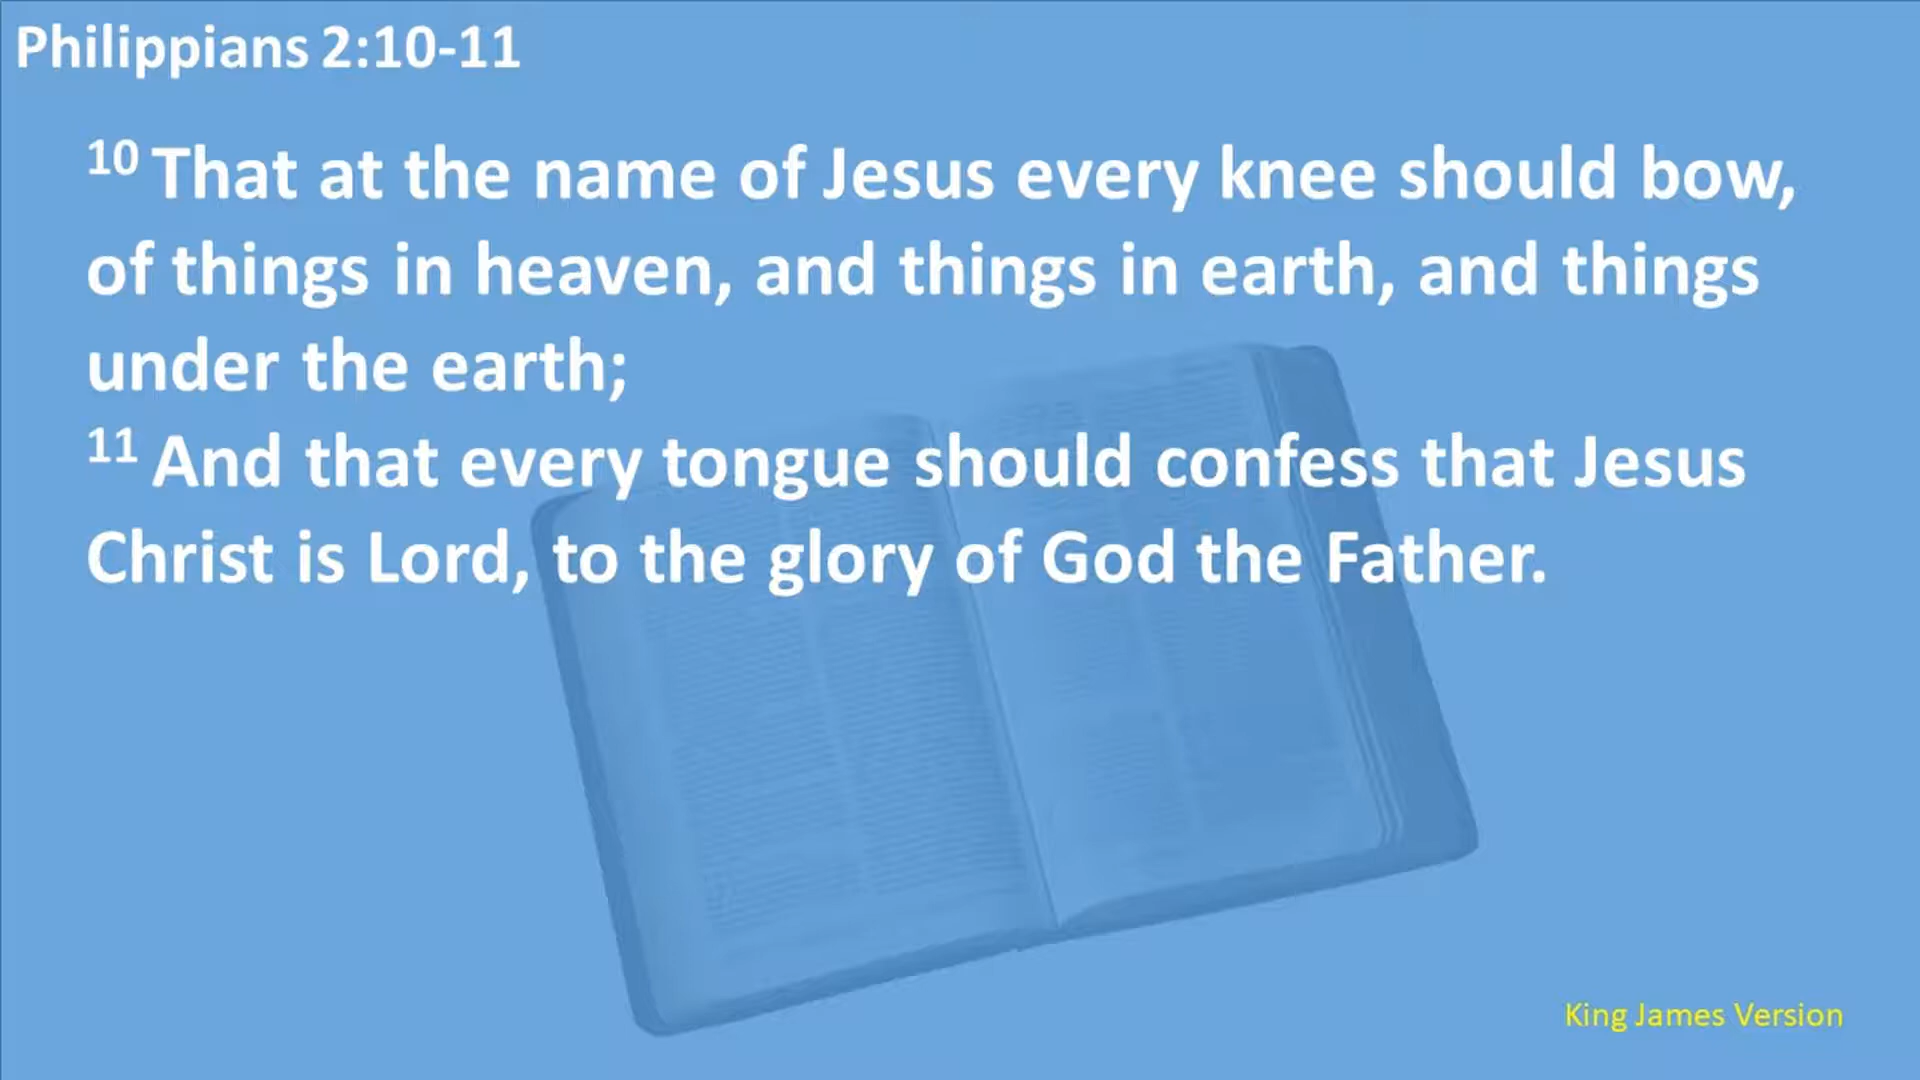 Philippians 2:10-11
10 That at the name of Jesus every knee should bow,
of things in heaven, and things in earth, and things
under the earth;
11 And that every tongue should confess that Jesus
Christ is Lord, to the glory of God the Father.
King James Version